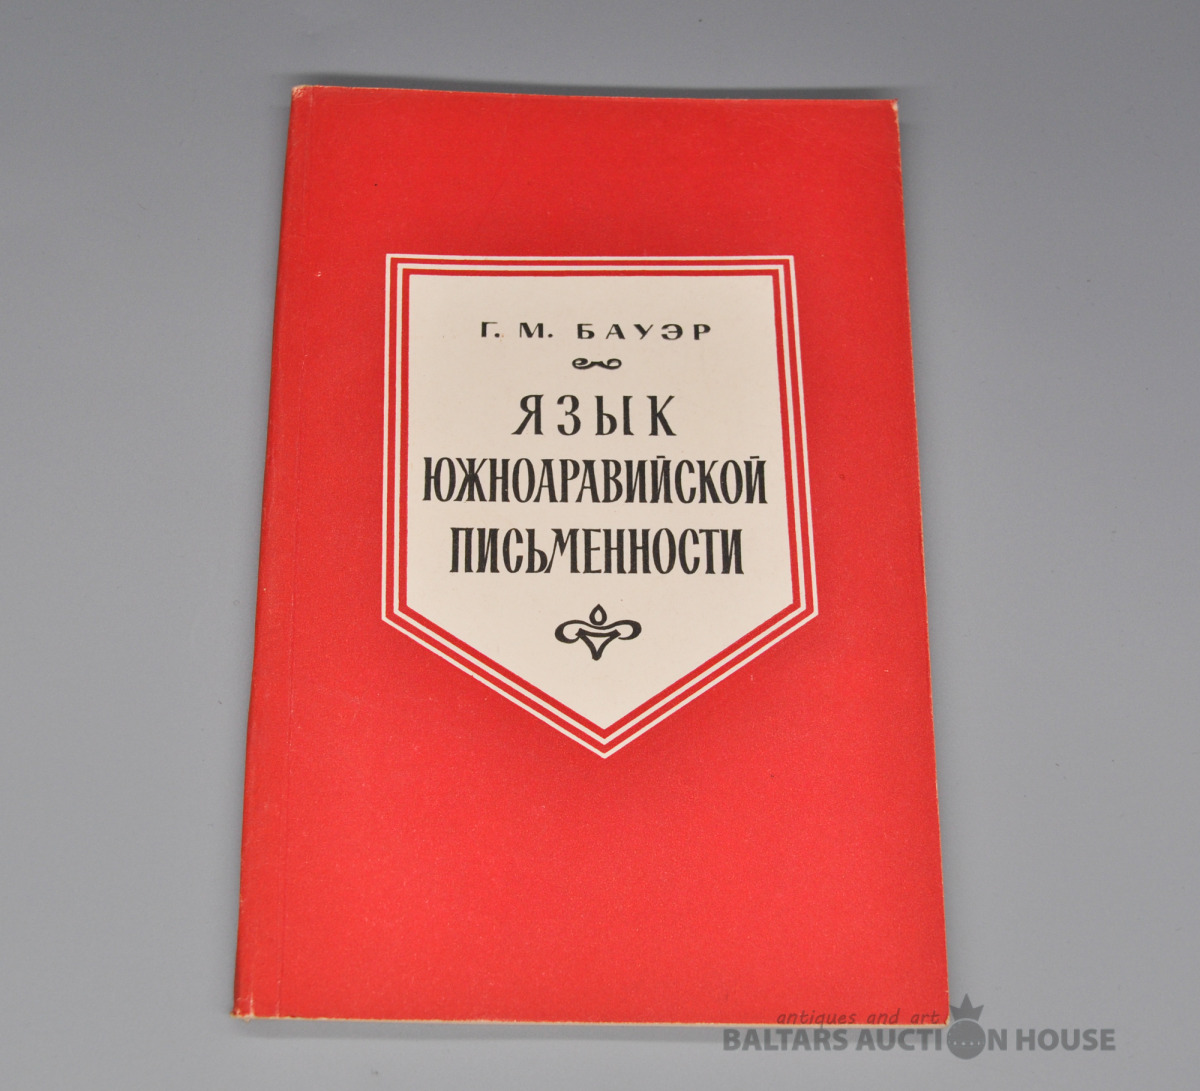 Г. М. БАУЭР
ЯЗЫК
ЮЖНОАРАВИЙСКОЙ
ПИСЬМЕННОСТИ
antiques and art
BALTARS AUCTION HOUSE